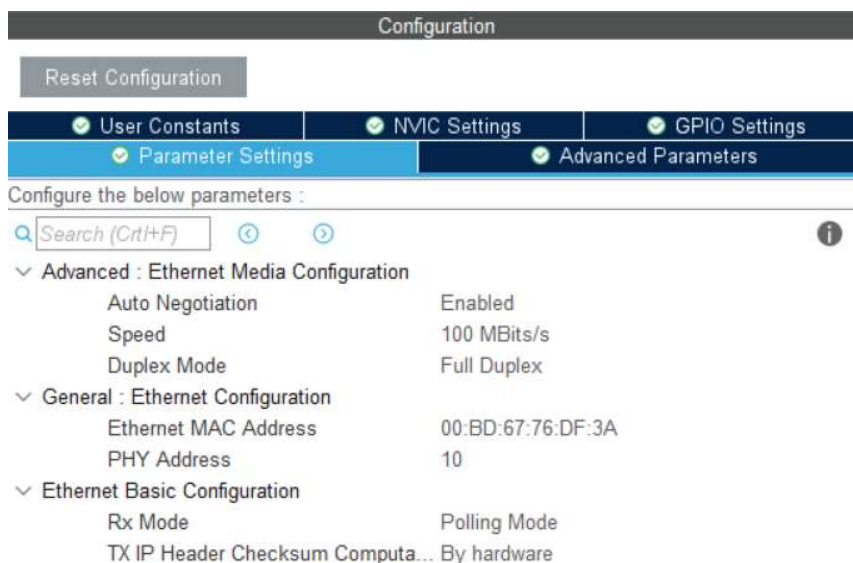 Configuration
Reset Configuration
User Constants NVIC Settings GPIO Settings
Parameter Settings Advanced Parameters
Configure the below parameters :
Search (Crtl+F)
Advanced : Ethernet Media Configuration
Auto Negotiation Enabled
Speed 100 MBits/s
Duplex Mode Full Duplex
General : Ethernet Configuration
Ethernet MAC Address 00:BD:67:76:DF:3A
PHY Address 10
Ethernet Basic Configuration
Rx Mode Polling Mode
TX IP Header Checksum Computa... By hardware